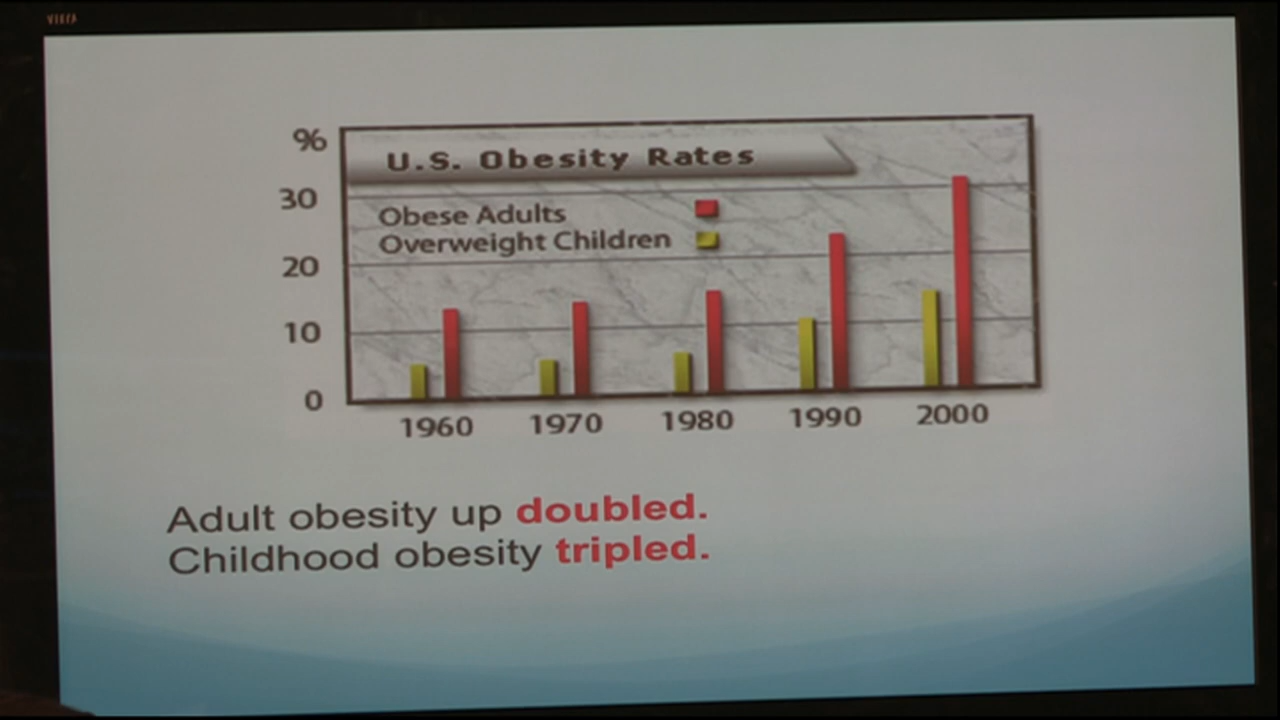 VIERA
%
U.S. Obesity Rates
30
Obese Adults
Overweight Children
20
10
0
1960 1970 1980 1990 2000
Adult obesity up doubled.
Childhood obesity tripled.